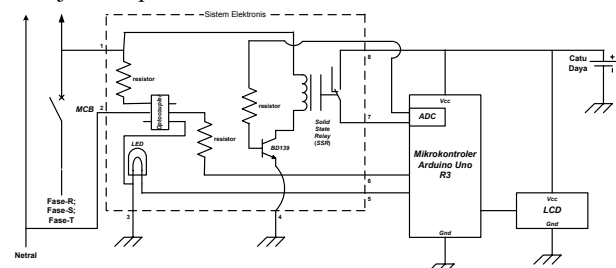 Sistem Elektronis
1
resistor
MCB
2
Optocoupler
resistor
LED
resistor
BD139
Solid
State
Relay
(SSR)
8
7
6
5
3
4
Fase-R;
Fase-S;
Fase-T
Netral
Vcc
ADC
Mikrokontroler
Arduino Uno
R3
Gnd
Vcc
LCD
Gnd
Catu
Daya
+